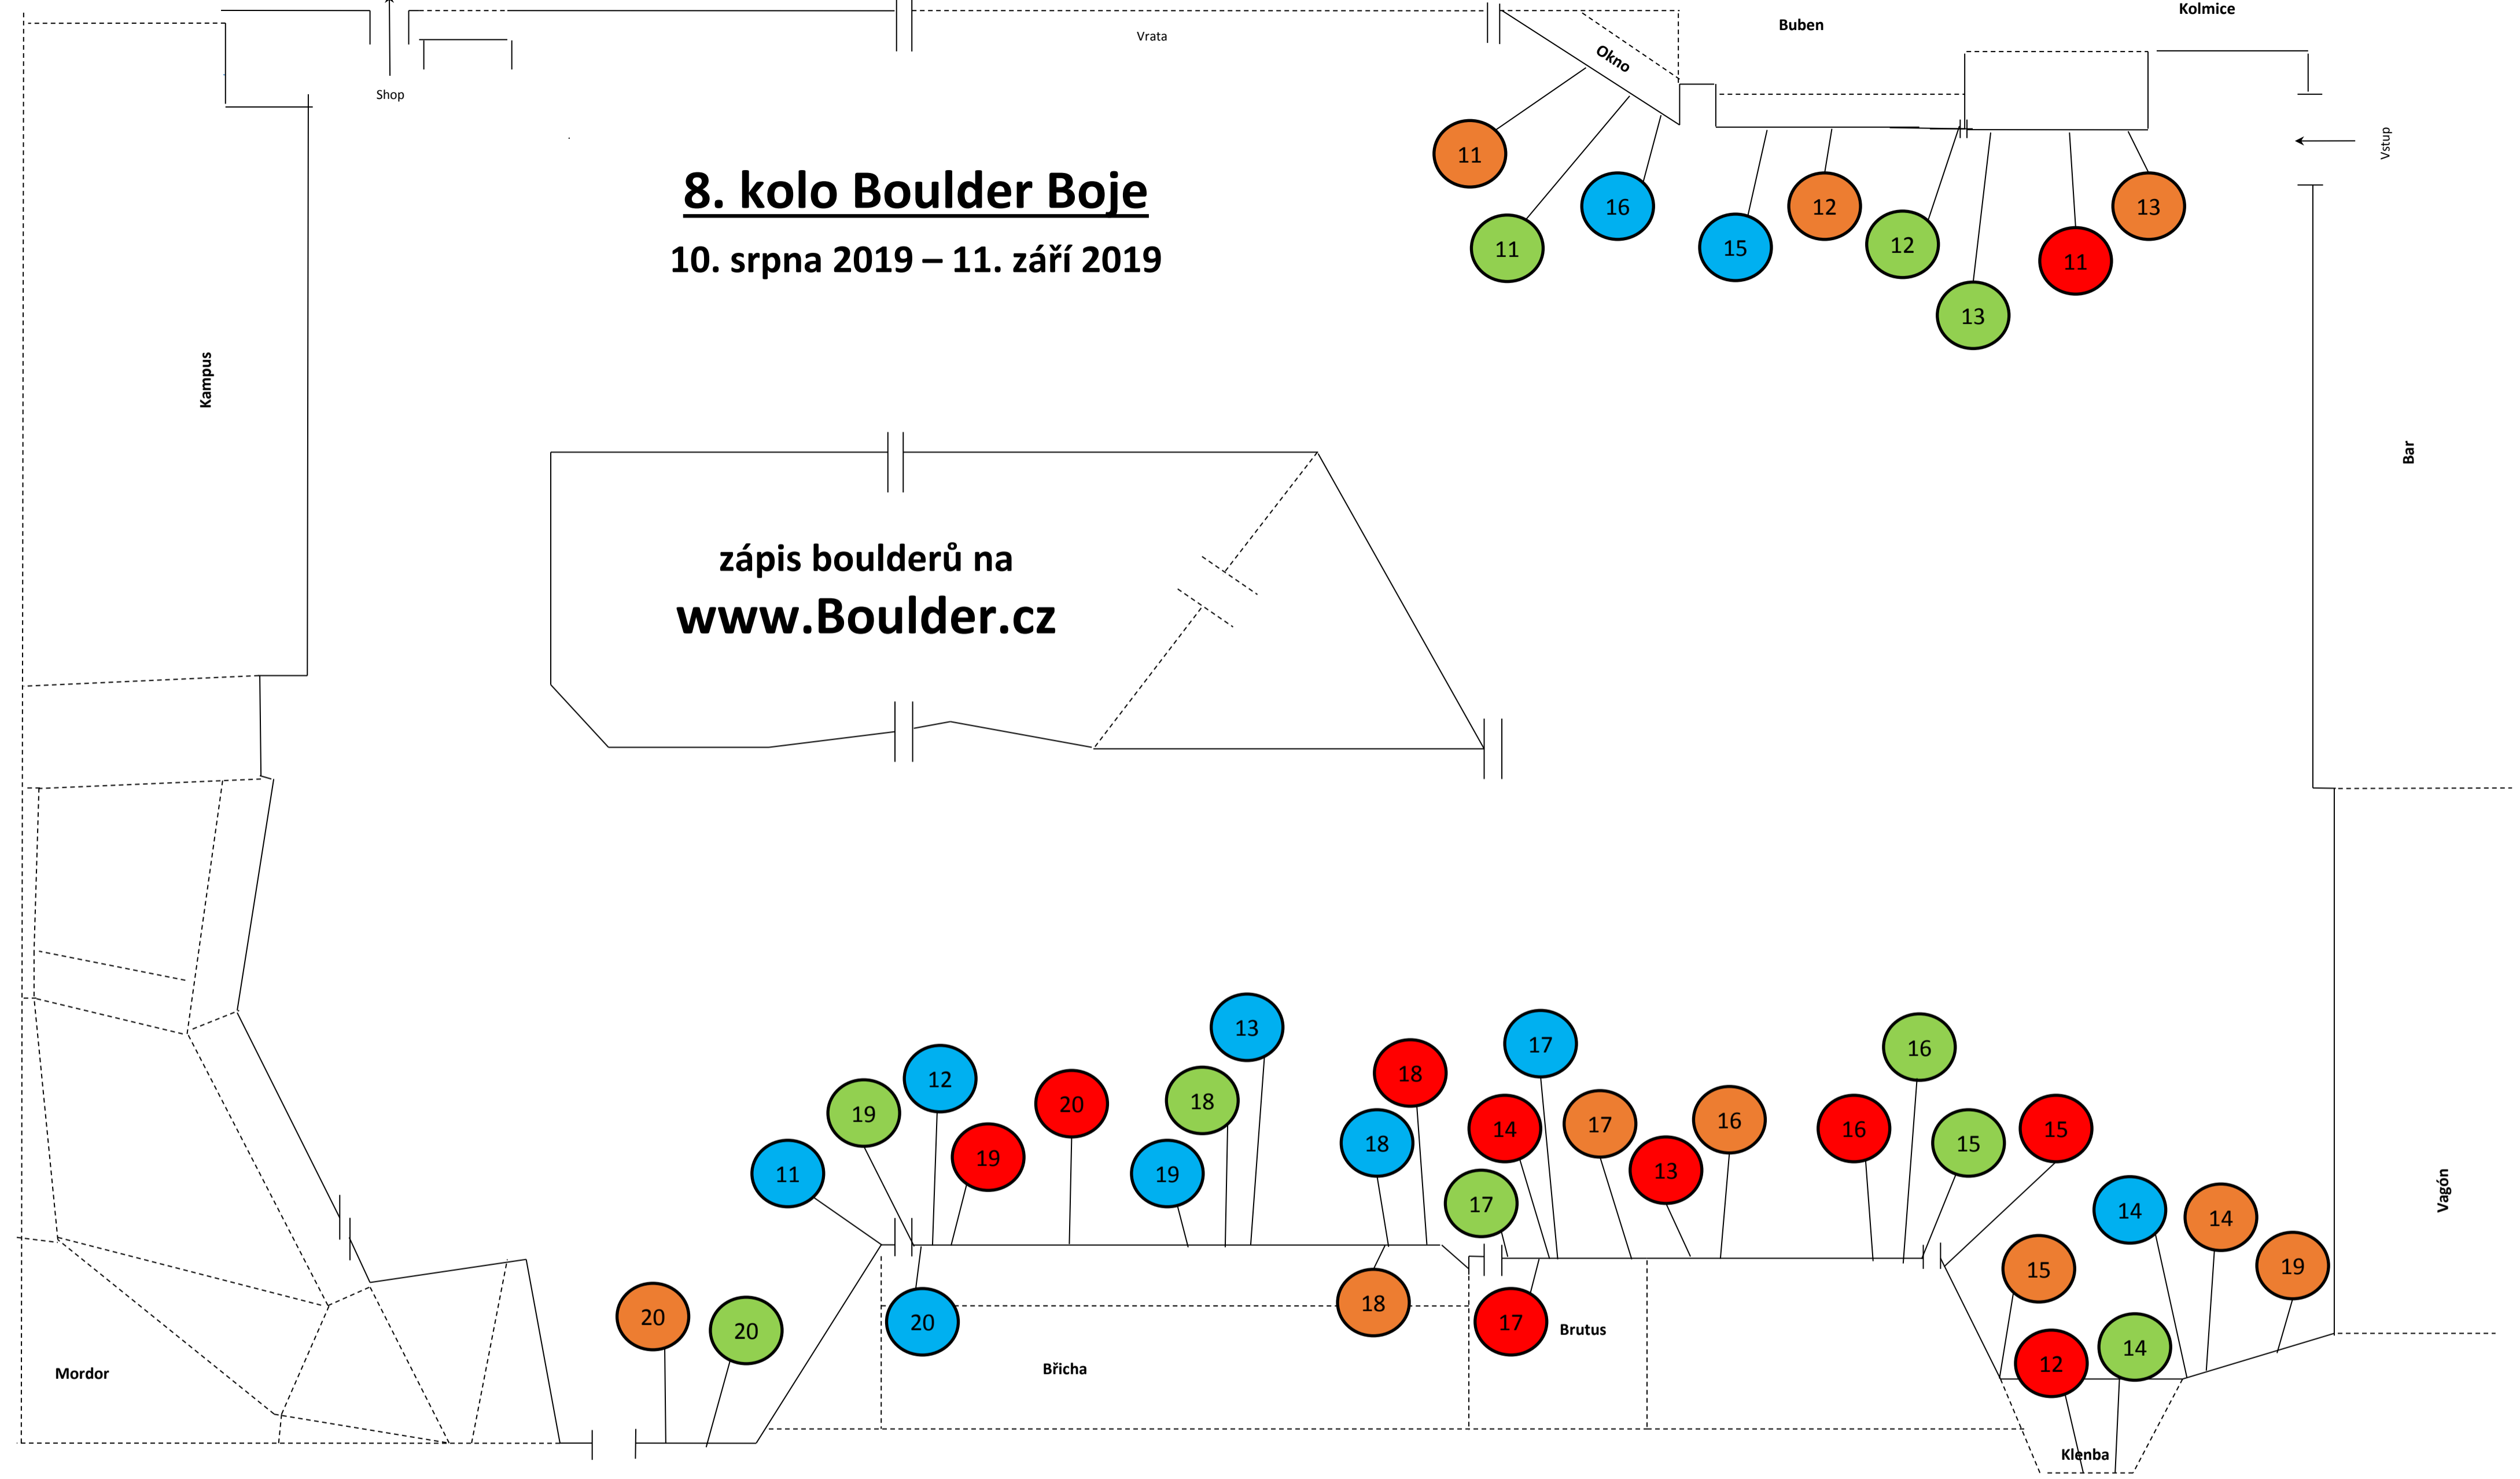 Kolmice
Buben
Vrata
Okno
Shop
Vstup
11
16
12
13
8. kolo Boulder Boje
11
15
12
11
10. srpna 2019 – 11. září 2019
13
Kampus
Bar
zápis boulderů na
www.Boulder.cz
13
17
16
18
12
20
18
19
17
16
14
16
15
15
18
19
13
11
19
17
14
14
Vagón
15
19
18
20
20
20
17
Brutus
14
12
Břicha
Mordor
Klenba